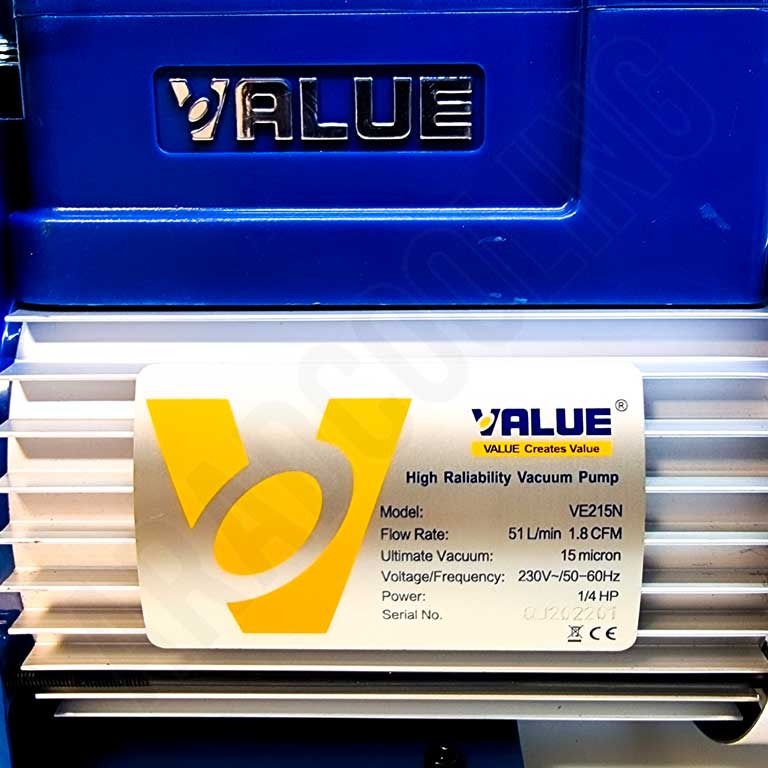 VALUE
VALUE®
VALUE Creates Value
High Raliability Vacuum Pump
Model: VE215N
Flow Rate: 51 L/min 1.8 CFM
Ultimate Vacuum: 15 micron
Voltage/Frequency: 230V~/50-60Hz
Power: 1/4 HP
Serial No. QJ202201
CE